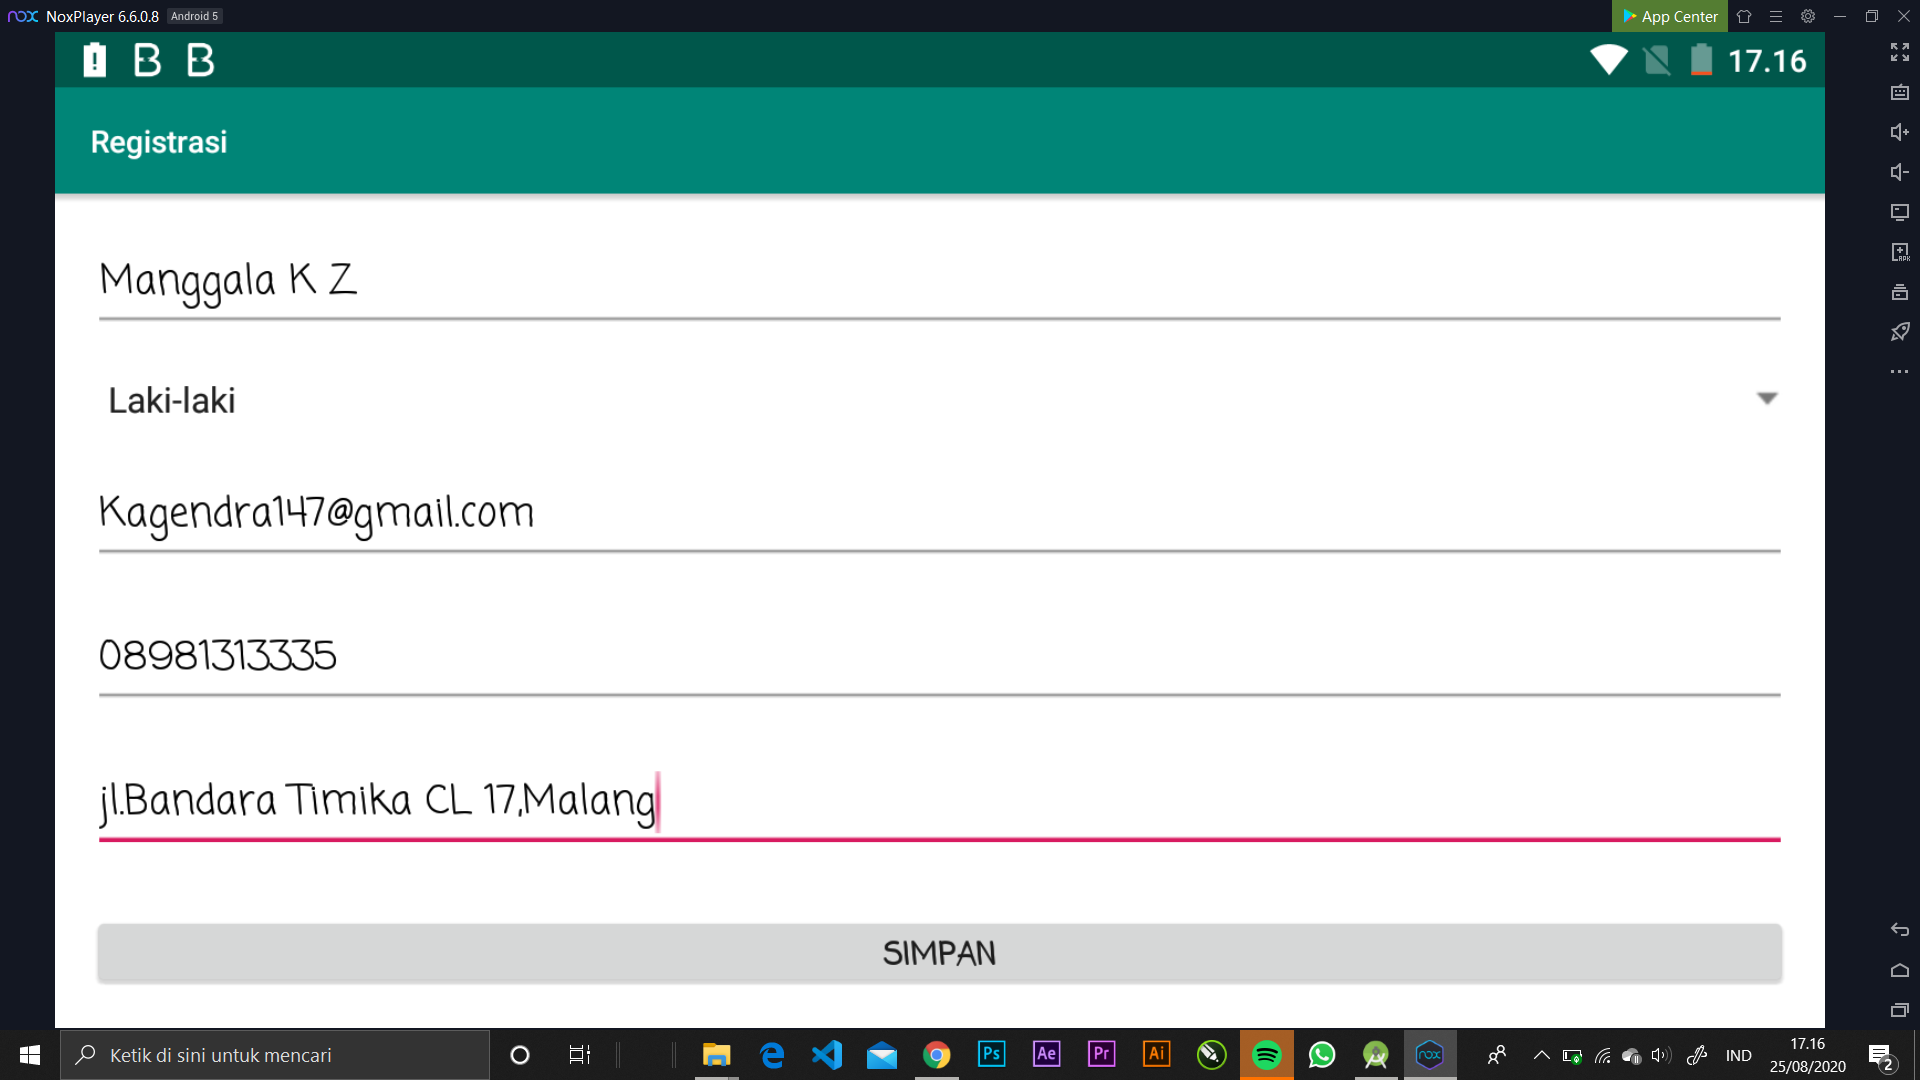 NoxPlayer 6.6.0.8 Android 5
App Center
17.16
Registrasi
Manggala K Z
Laki-laki
Kagendra147@gmail.com
08981313335
jl.Bandara Timika CL 17,Malang
SIMPAN
Ketik di sini untuk mencari
Ps
Ae
Pr
Ai
nox
IND
17.16
25/08/2020
2